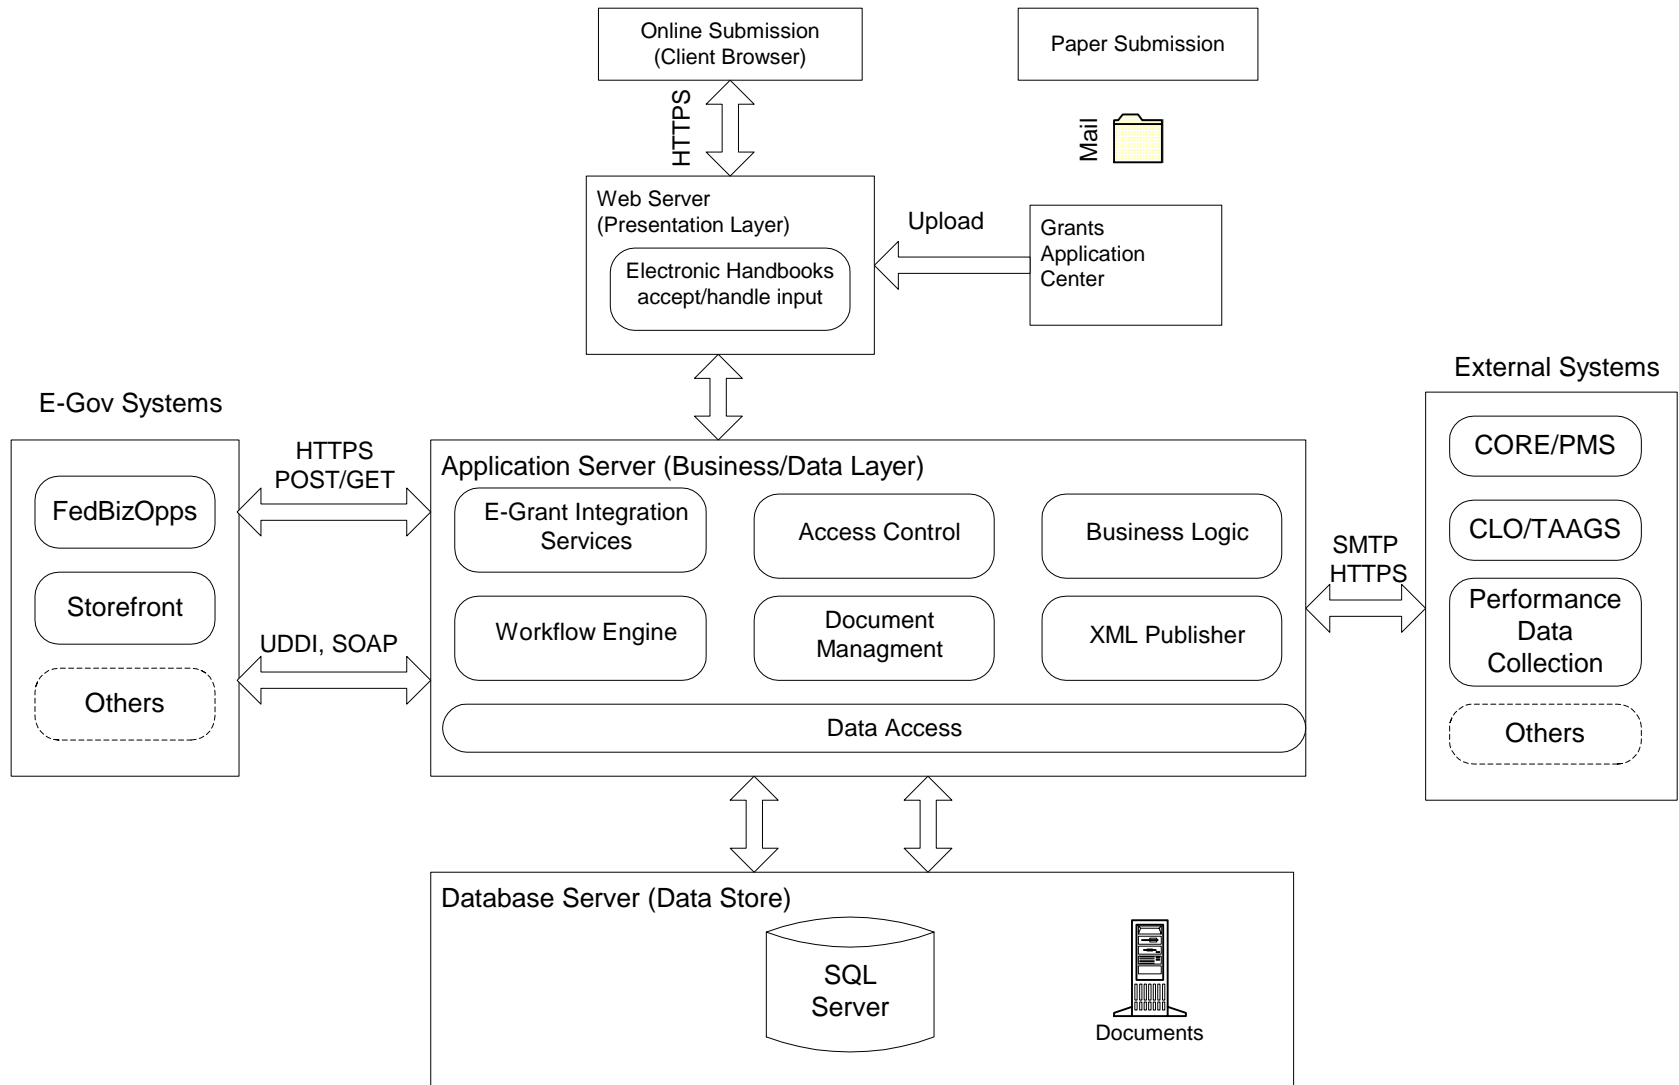 Online Submission
(Client Browser)
Paper Submission
HTTPS
Mail
Web Server
(Presentation Layer)
Electronic Handbooks
accept/handle input
Upload
Grants
Application
Center
E-Gov Systems
FedBizOpps
Storefront
Others
HTTPS
POST/GET
UDDI, SOAP
Application Server (Business/Data Layer)
E-Grant Integration
Services
Access Control
Business Logic
Workflow Engine
Document
Managment
XML Publisher
Data Access
SMTP
HTTPS
External Systems
CORE/PMS
CLO/TAAGS
Performance
Data
Collection
Others
Database Server (Data Store)
SQL
Server
Documents